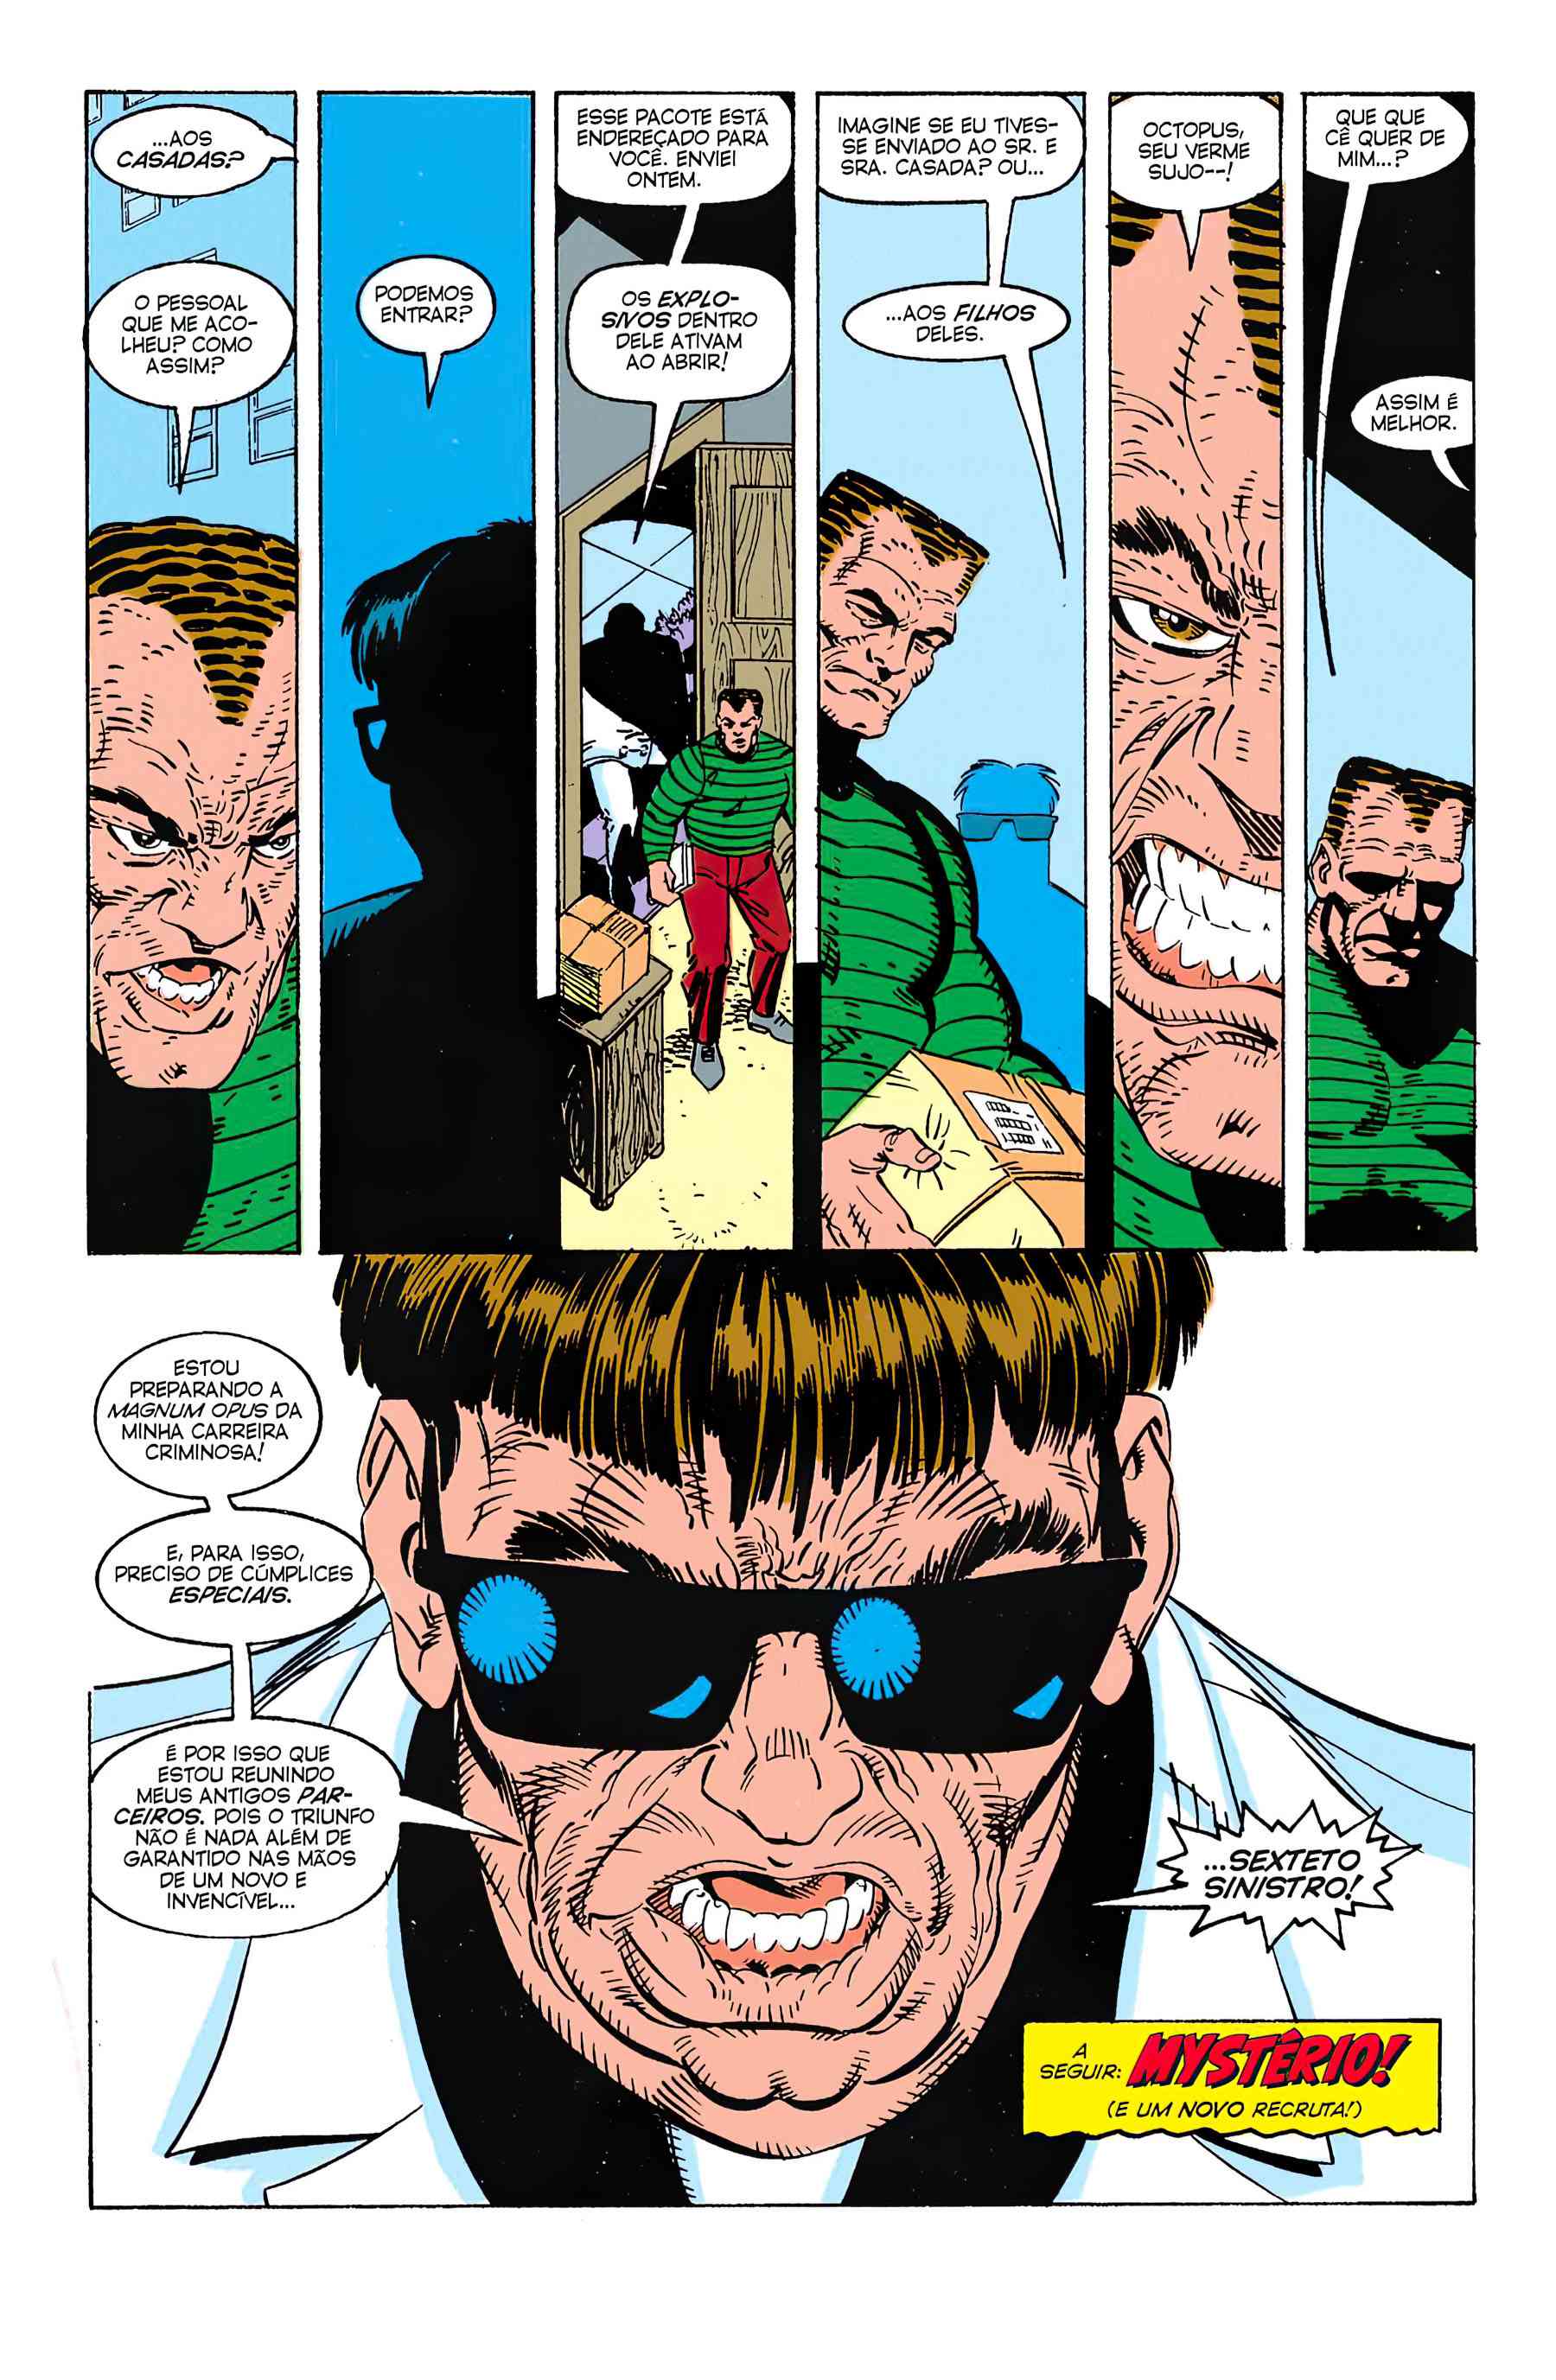 ...AOS
CASADAS?
O PESSOAL
QUE ME ACO-
LHEU? COMO
ASSIM?
PODEMOS
ENTRAR?
ESSE PACOTE ESTÁ
ENDEREÇADO PARA
VOCÊ. ENVIEI
ONTEM.
OS EXPLO-
SIVOS DENTRO
DELE ATIVAM
AO ABRIR!
IMAGINE SE EU TIVES-
SE ENVIADO AO SR. E
SRA. CASADA? OU...
...AOS FILHOS
DELES.
OCTOPUS,
SEU VERME
SUJO--!
QUE QUE
CÊ QUER DE
MIM...?
ASSIM É
MELHOR.
ESTOU
PREPARANDO A
MAGNUM OPUS DA
MINHA CARREIRA
CRIMINOSA!
E, PARA ISSO,
PRECISO DE CÚMPLICES
ESPECIAIS.
É POR ISSO QUE
ESTOU REUNINDO
MEUS ANTIGOS PAR-
CEIROS. POIS O TRIUNFO
NÃO É NADA ALÉM DE
GARANTIDO NAS MÃOS
DE UM NOVO E
INVENCÍVEL...
...SEXTETO
SINISTRO!
A
SEGUIR: MYSTÉRIO!
(E UM NOVO RECRUTA!)